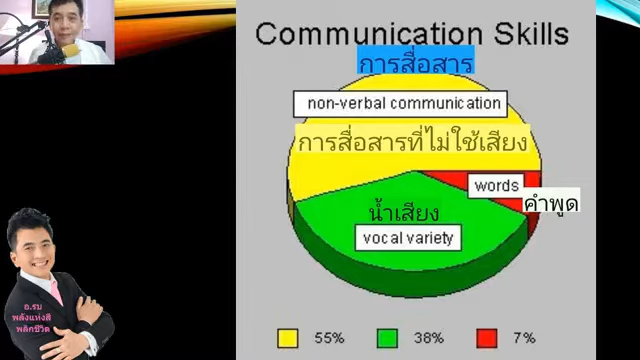 Communication Skills
การสื่อสาร
non-verbal communication
การสื่อสารที่ไม่ใช้เสียง
words
คำพูด
น้ำเสียง
vocal variety
55%
38%
7%
อ.รบ
พลังแห่งสี
พลิกชีวิต